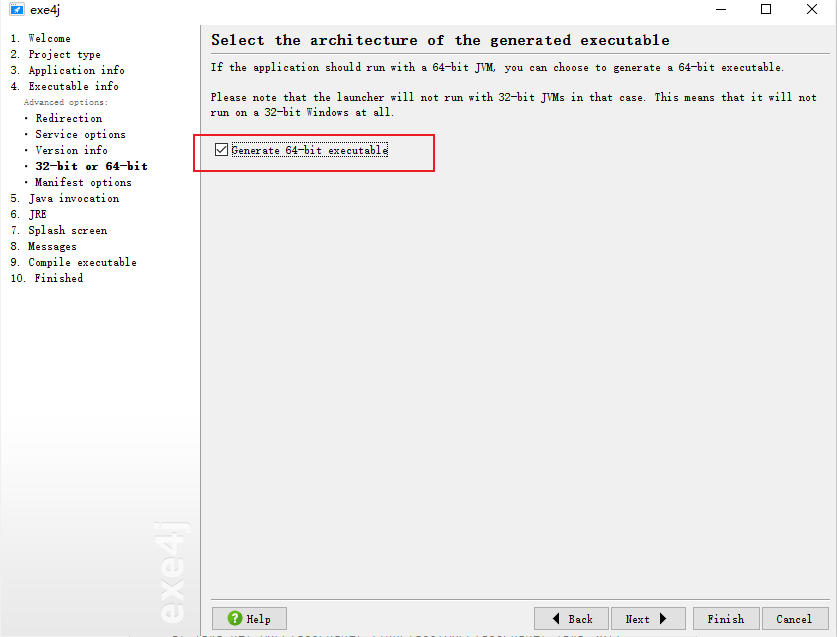 exe4j
1. Welcome
2. Project type
3. Application info
4. Executable info
Advanced options:
· Redirection
· Service options
· Version info
· 32-bit or 64-bit
· Manifest options
5. Java invocation
6. JRE
7. Splash screen
8. Messages
9. Compile executable
10. Finished
exe4j
Select the architecture of the generated executable
If the application should run with a 64-bit JVM, you can choose to generate a 64-bit executable.
Please note that the launcher will not run with 32-bit JVMs in that case. This means that it will not
run on a 32-bit Windows at all.
Generate 64-bit executable
? Help
Back
Next
Finish
Cancel